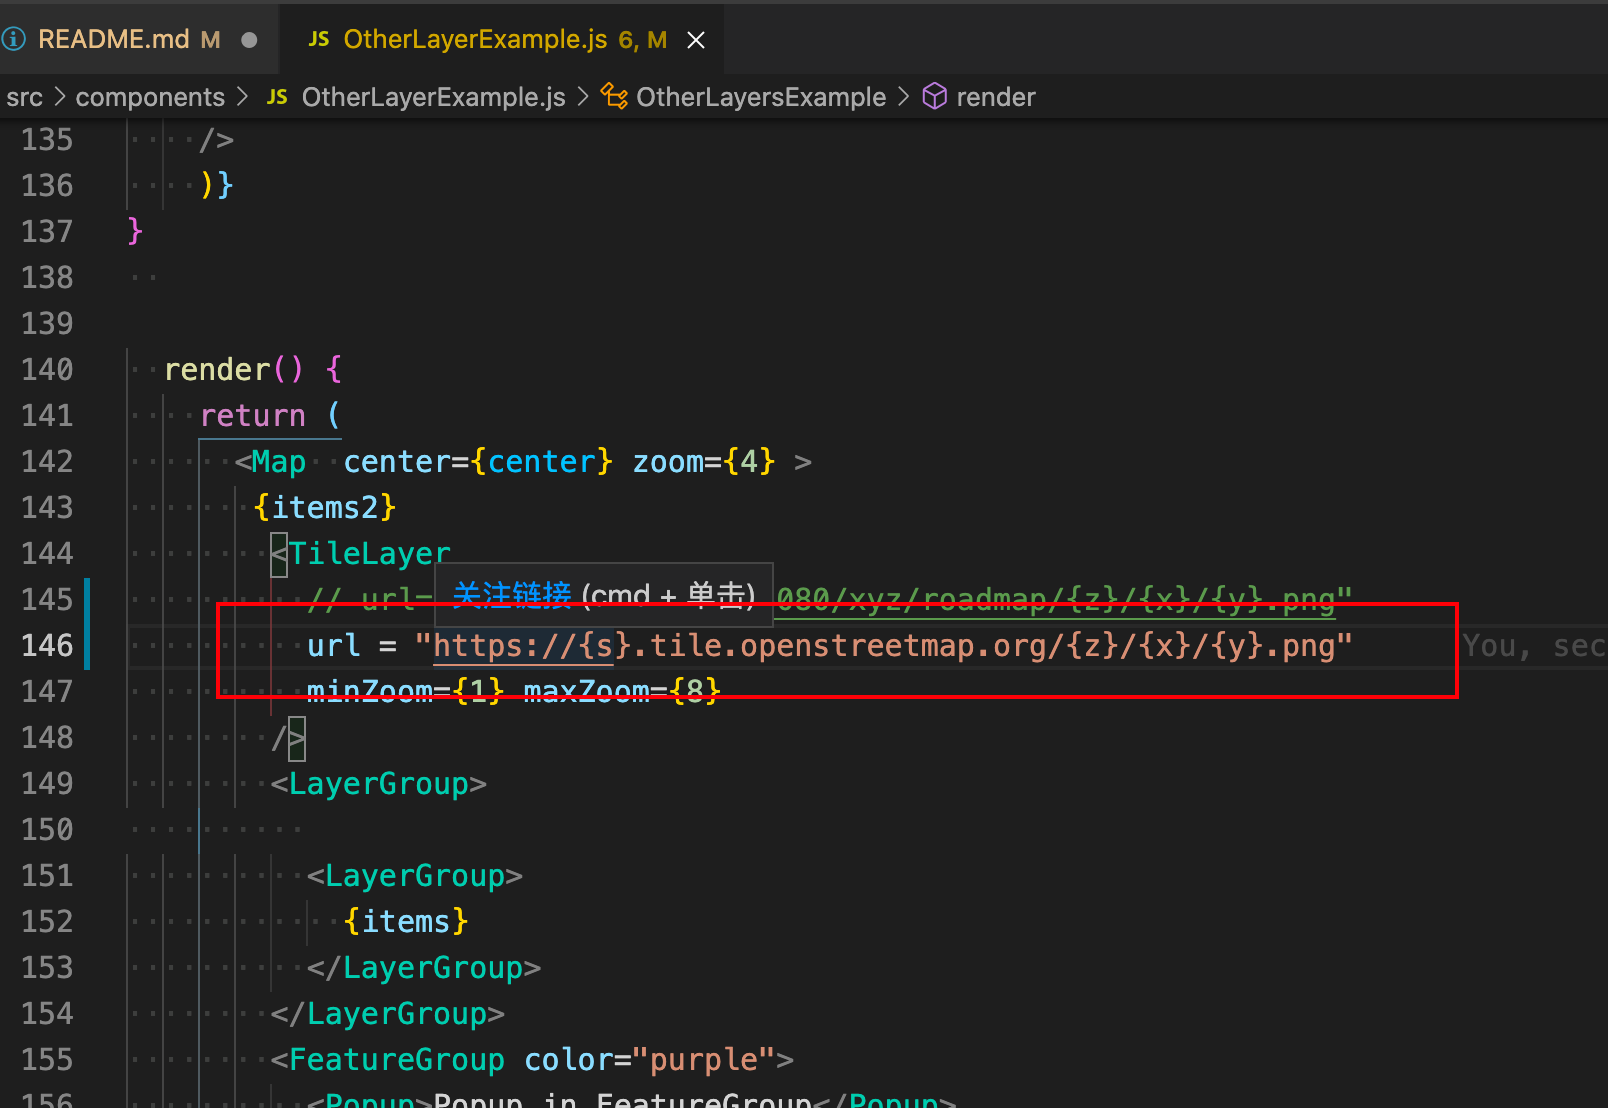 README.md M
JS OtherLayerExample.js 6, M
src > components > JS OtherLayerExample.js > OtherLayersExample > render
135 />
136 )}
137 }
138
139
140 render() {
141 return (
142 <Map center={center} zoom={4} >
143 {items2}
144 <TileLayer
145 // url= 080/xyz/roadmap/{z}/{x}/{y}.png"
关注链接 (cmd + 单击)
146 url = "https://{s}.tile.openstreetmap.org/{z}/{x}/{y}.png" You, sec
147 minZoom={1} maxZoom={8}
148 />
149 <LayerGroup>
150
151 <LayerGroup>
152 {items}
153 </LayerGroup>
154 </LayerGroup>
155 <FeatureGroup color="purple">
156 <Popup>Popup in FeatureGroup</Popup>